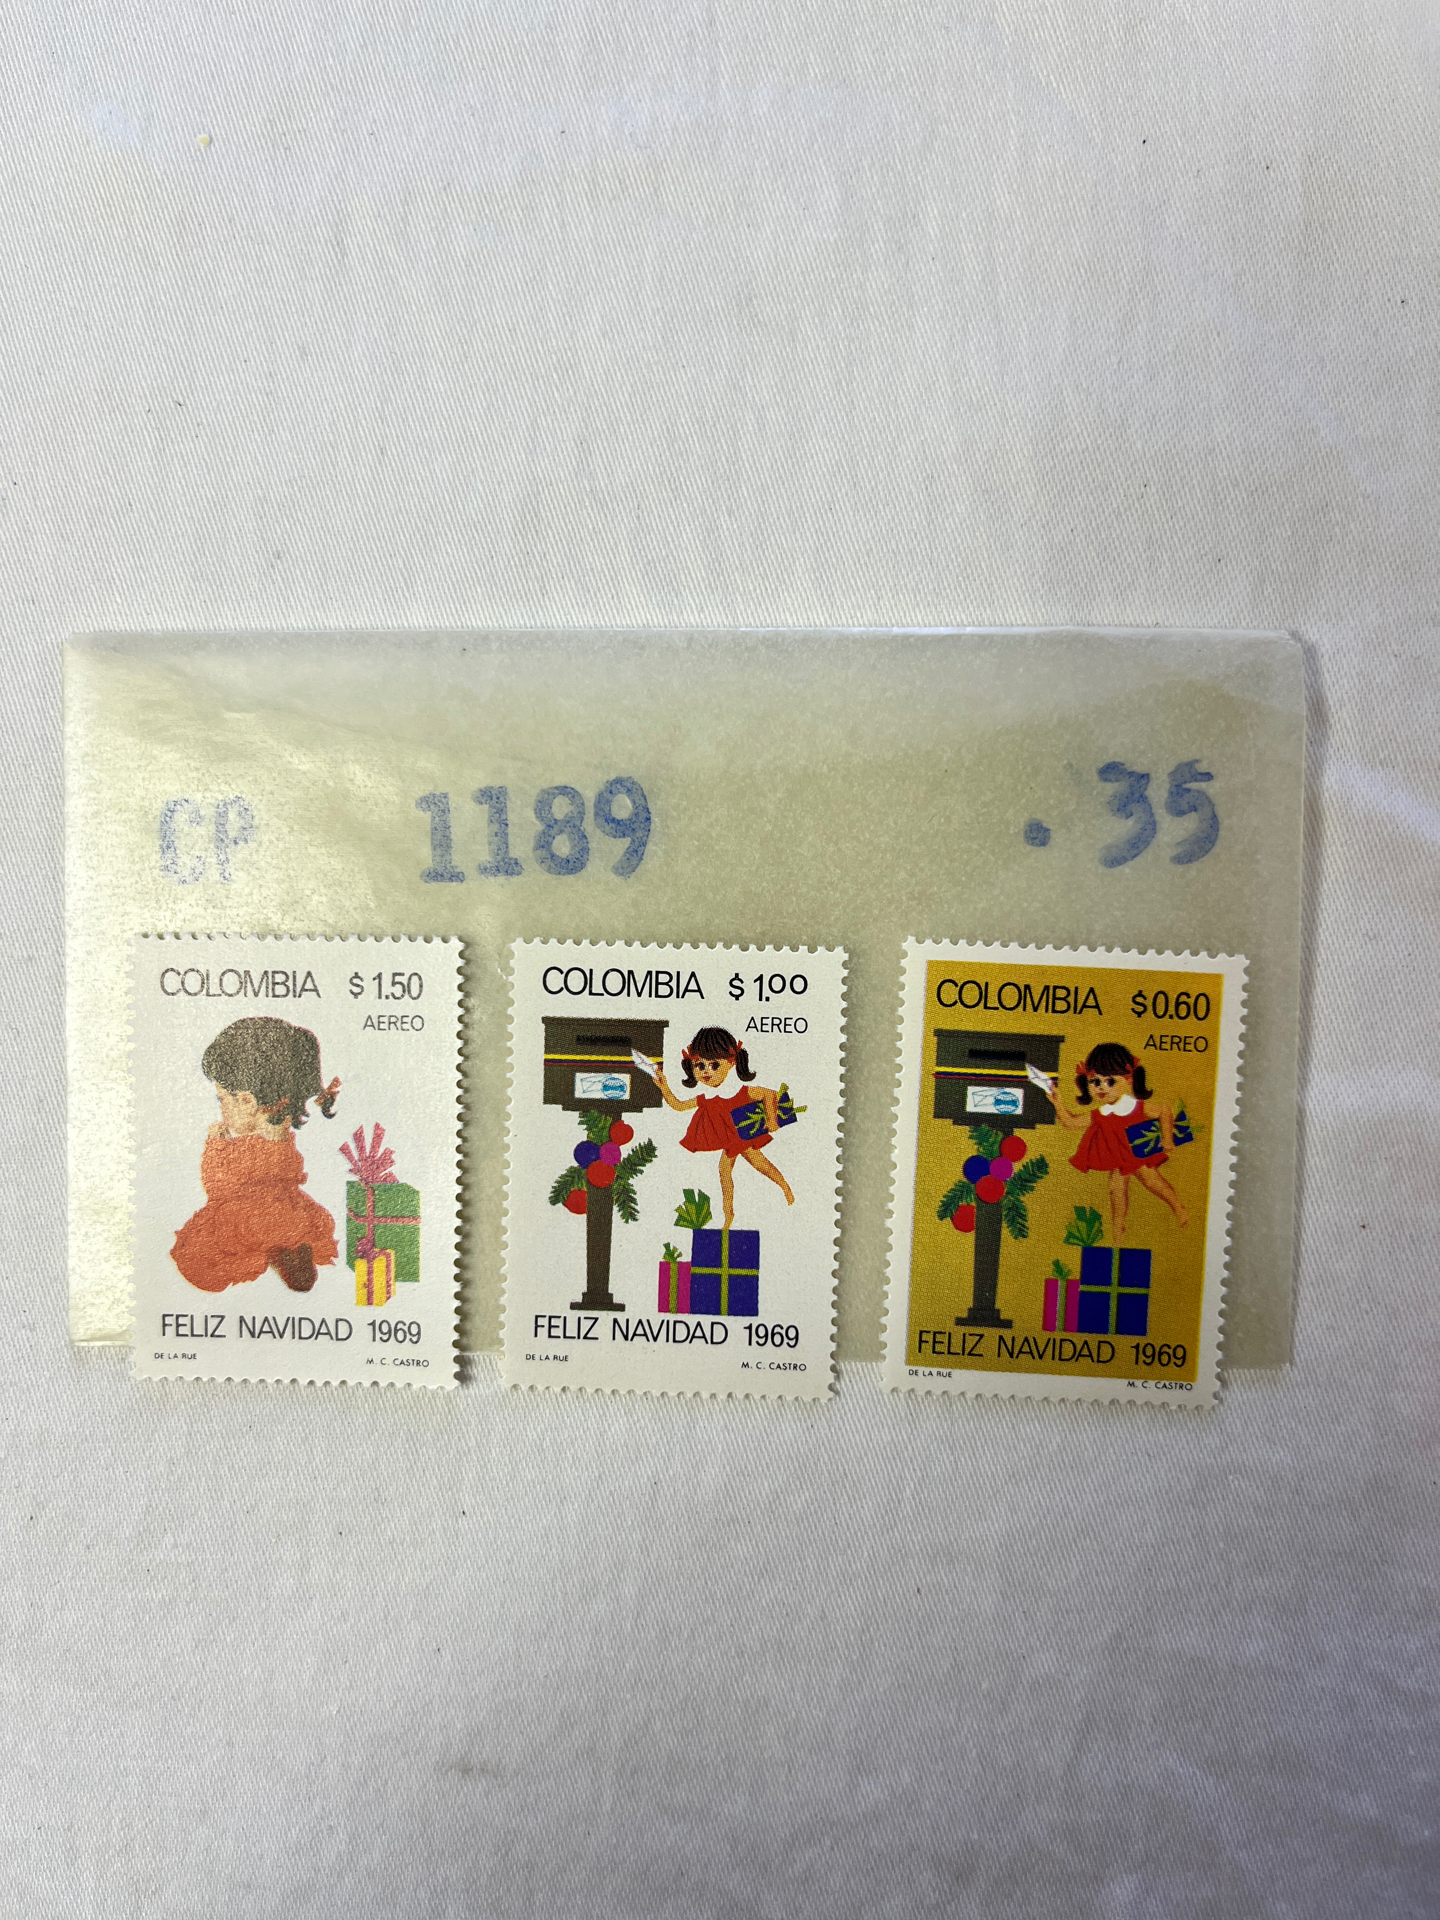 CP 1189 .35
COLOMBIA $1.50
AEREO
FELIZ NAVIDAD 1969
DE LA RUE M. C. CASTRO
COLOMBIA $1.00
AEREO
FELIZ NAVIDAD 1969
DE LA RUE M. C. CASTRO
COLOMBIA $0.60
AEREO
FELIZ NAVIDAD 1969
DE LA RUE M. C. CASTRO